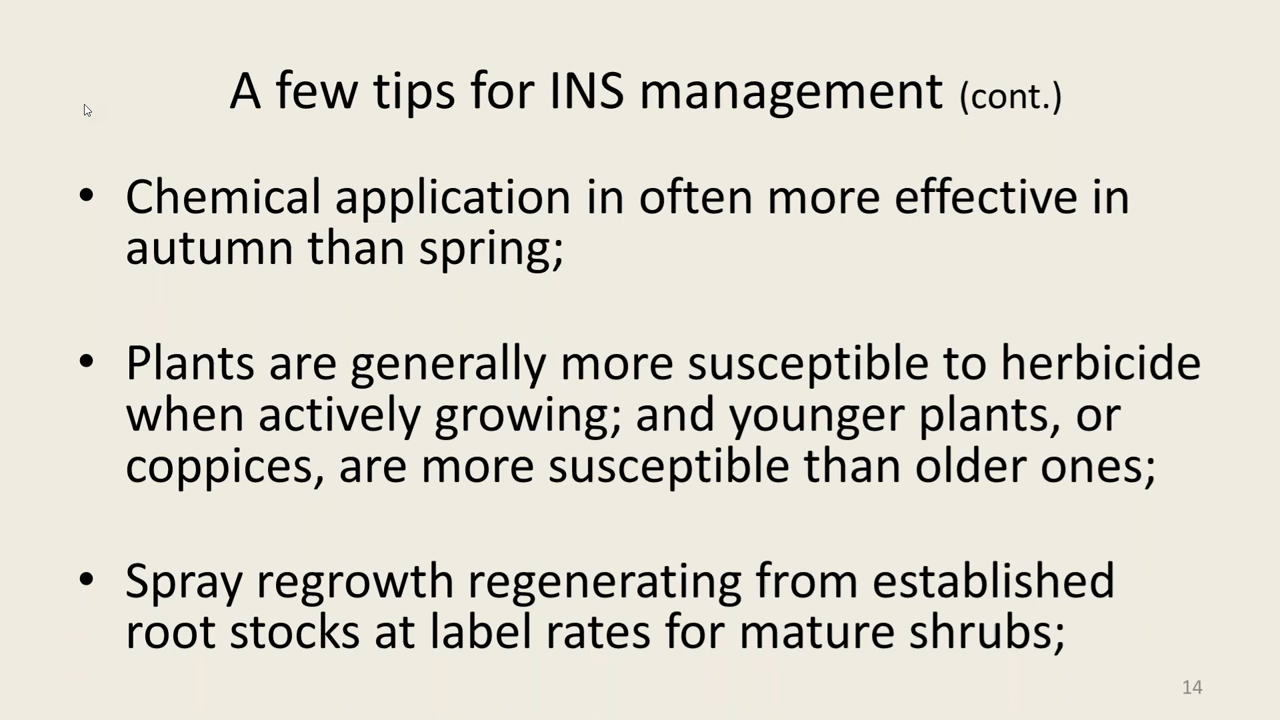 A few tips for INS management (cont.)
• Chemical application in often more effective in
autumn than spring;
• Plants are generally more susceptible to herbicide
when actively growing; and younger plants, or
coppices, are more susceptible than older ones;
• Spray regrowth regenerating from established
root stocks at label rates for mature shrubs;
14